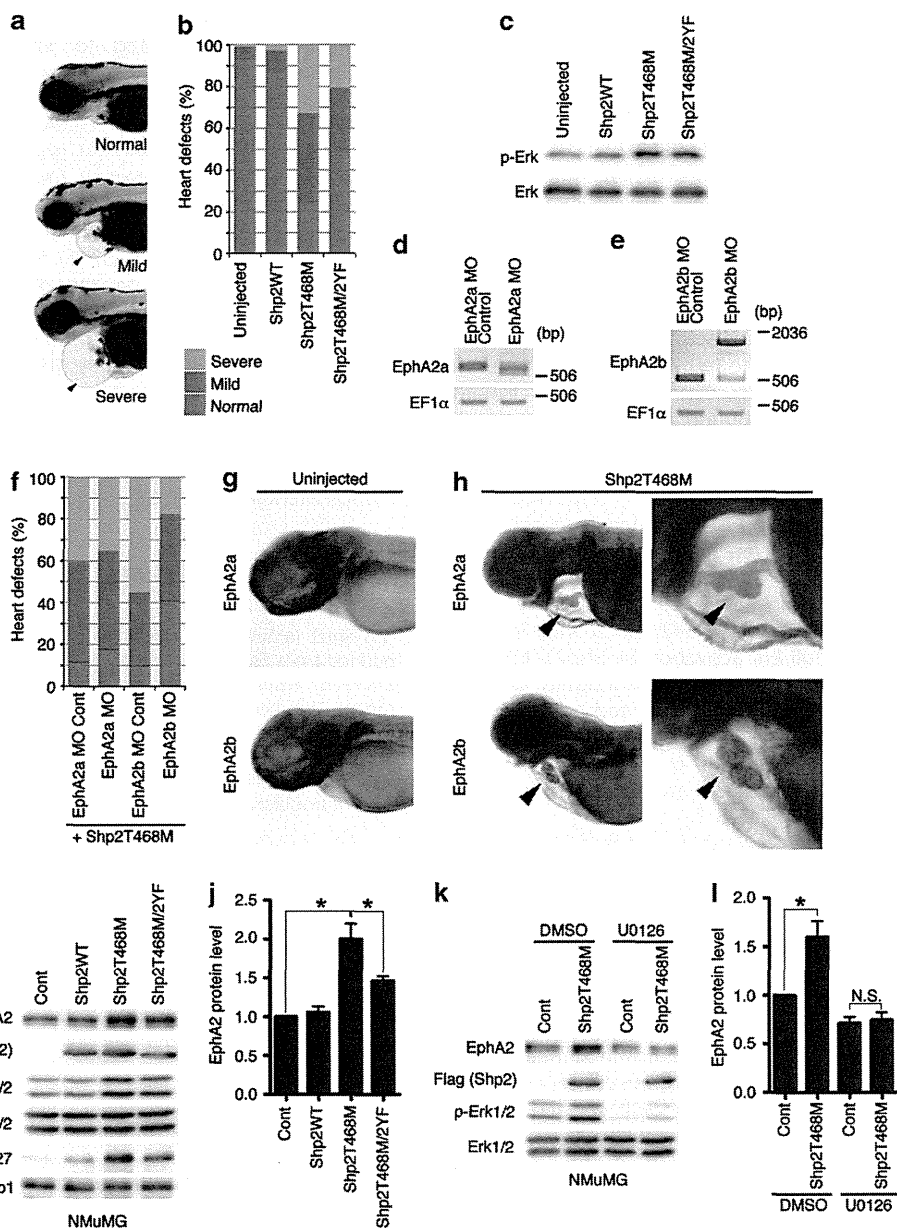 a
Normal
Mild
Severe
b
Heart defects (%)
100
80
60
40
20
0
Uninjected
Shp2WT
Shp2T468M
Shp2T468M/2YF
Severe
Mild
Normal
c
Uninjected
Shp2WT
Shp2T468M
Shp2T468M/2YF
p-Erk
Erk
d
EphA2a MO
Control
EphA2a MO
(bp)
EphA2a
506
EF1α
506
e
EphA2b MO
Control
EphA2b MO
(bp)
2036
EphA2b
506
EF1α
506
f
Heart defects (%)
100
80
60
40
20
0
EphA2a MO Cont
EphA2a MO
EphA2b MO Cont
EphA2b MO
+ Shp2T468M
g
Uninjected
EphA2a
EphA2b
h
Shp2T468M
EphA2a
EphA2b
Cont
Shp2WT
Shp2T468M
Shp2T468M/2YF
A2
2)
/2
/2
27
o1
NMuMG
j
EphA2 protein level
2.5
2.0
1.5
1.0
0.5
0.0
* *
Cont
Shp2WT
Shp2T468M
Shp2T468M/2YF
k
DMSO
U0126
Cont
Shp2T468M
Cont
Shp2T468M
EphA2
Flag (Shp2)
p-Erk1/2
Erk1/2
NMuMG
l
EphA2 protein level
2.0
1.5
1.0
0.5
0.0
*
N.S.
Cont
Shp2T468M
Cont
Shp2T468M
DMSO
U0126